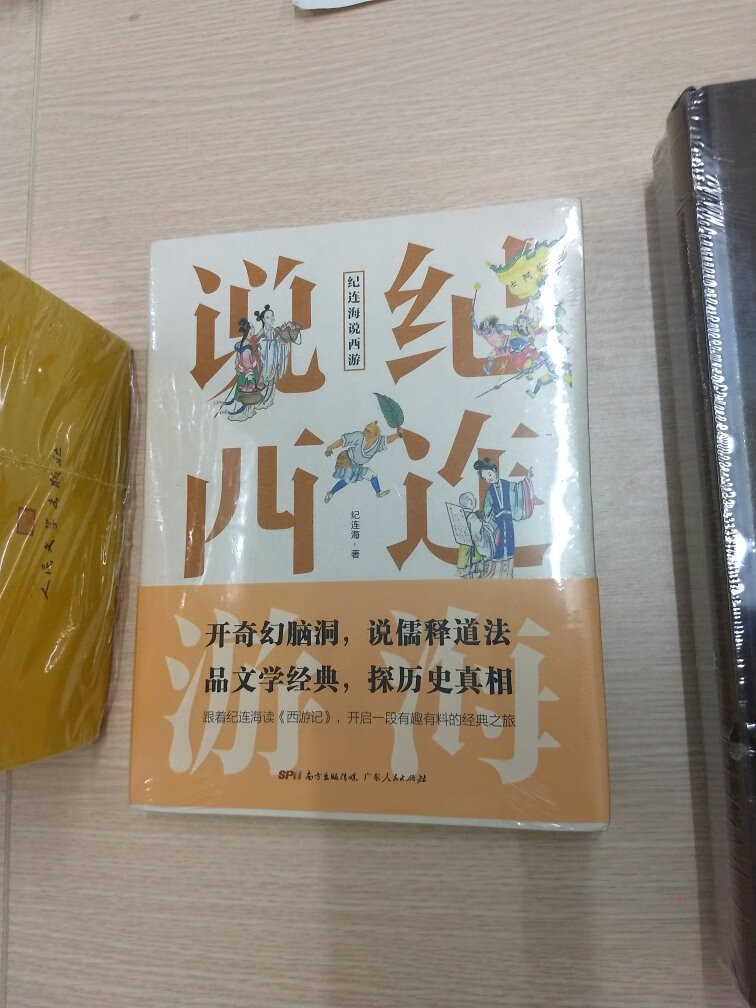 纪连海
说西游
纪连海说西游
纪连海·著
开奇幻脑洞，说儒释道法
品文学经典，探历史真相
跟着纪连海读《西游记》，开启一段有趣有料的经典之旅
SPM 南方出版传媒 广东人民出版社
人民文学出版社